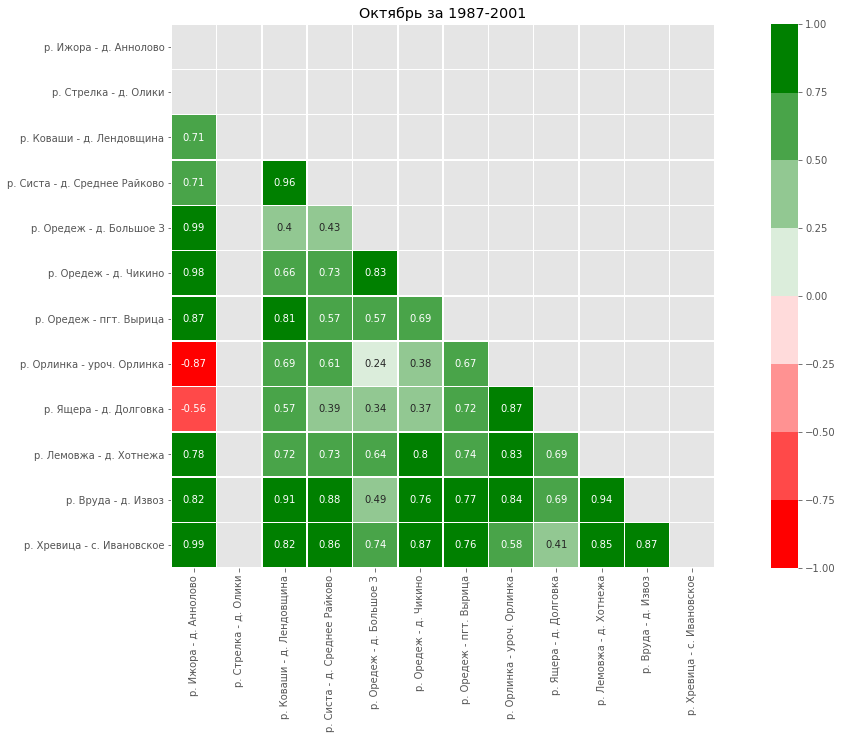 Октябрь за 1987-2001
р. Ижора - д. Аннолово
р. Стрелка - д. Олики
р. Коваши - д. Лендовщина
0.71
р. Систа - д. Среднее Райково
0.71 0.96
р. Оредеж - д. Большое З
0.99 0.4 0.43
р. Оредеж - д. Чикино
0.98 0.66 0.73 0.83
р. Оредеж - пгт. Вырица
0.87 0.81 0.57 0.57 0.69
р. Орлинка - уроч. Орлинка
-0.87 0.69 0.61 0.24 0.38 0.67
р. Ящера - д. Долговка
-0.56 0.57 0.39 0.34 0.37 0.72 0.87
р. Лемовжа - д. Хотнежа
0.78 0.72 0.73 0.64 0.8 0.74 0.83 0.69
р. Вруда - д. Извоз
0.82 0.91 0.88 0.49 0.76 0.77 0.84 0.69 0.94
р. Хревица - с. Ивановское
0.99 0.82 0.86 0.74 0.87 0.76 0.58 0.41 0.85 0.87
р. Ижора - д. Аннолово
р. Стрелка - д. Олики
р. Коваши - д. Лендовщина
р. Систа - д. Среднее Райково
р. Оредеж - д. Большое З
р. Оредеж - д. Чикино
р. Оредеж - пгт. Вырица
р. Орлинка - уроч. Орлинка
р. Ящера - д. Долговка
р. Лемовжа - д. Хотнежа
р. Вруда - д. Извоз
р. Хревица - с. Ивановское
1.00
0.75
0.50
0.25
0.00
−0.25
−0.50
−0.75
−1.00